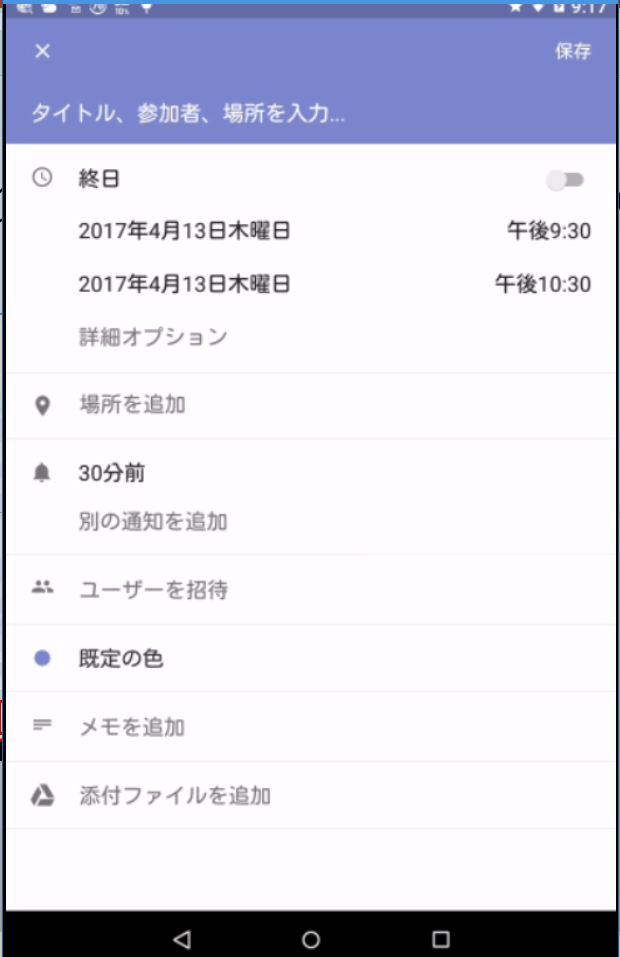 9:17
保存
タイトル、参加者、場所を入力...
終日
2017年4月13日木曜日 午後9:30
2017年4月13日木曜日 午後10:30
詳細オプション
場所を追加
30分前
別の通知を追加
ユーザーを招待
既定の色
メモを追加
添付ファイルを追加